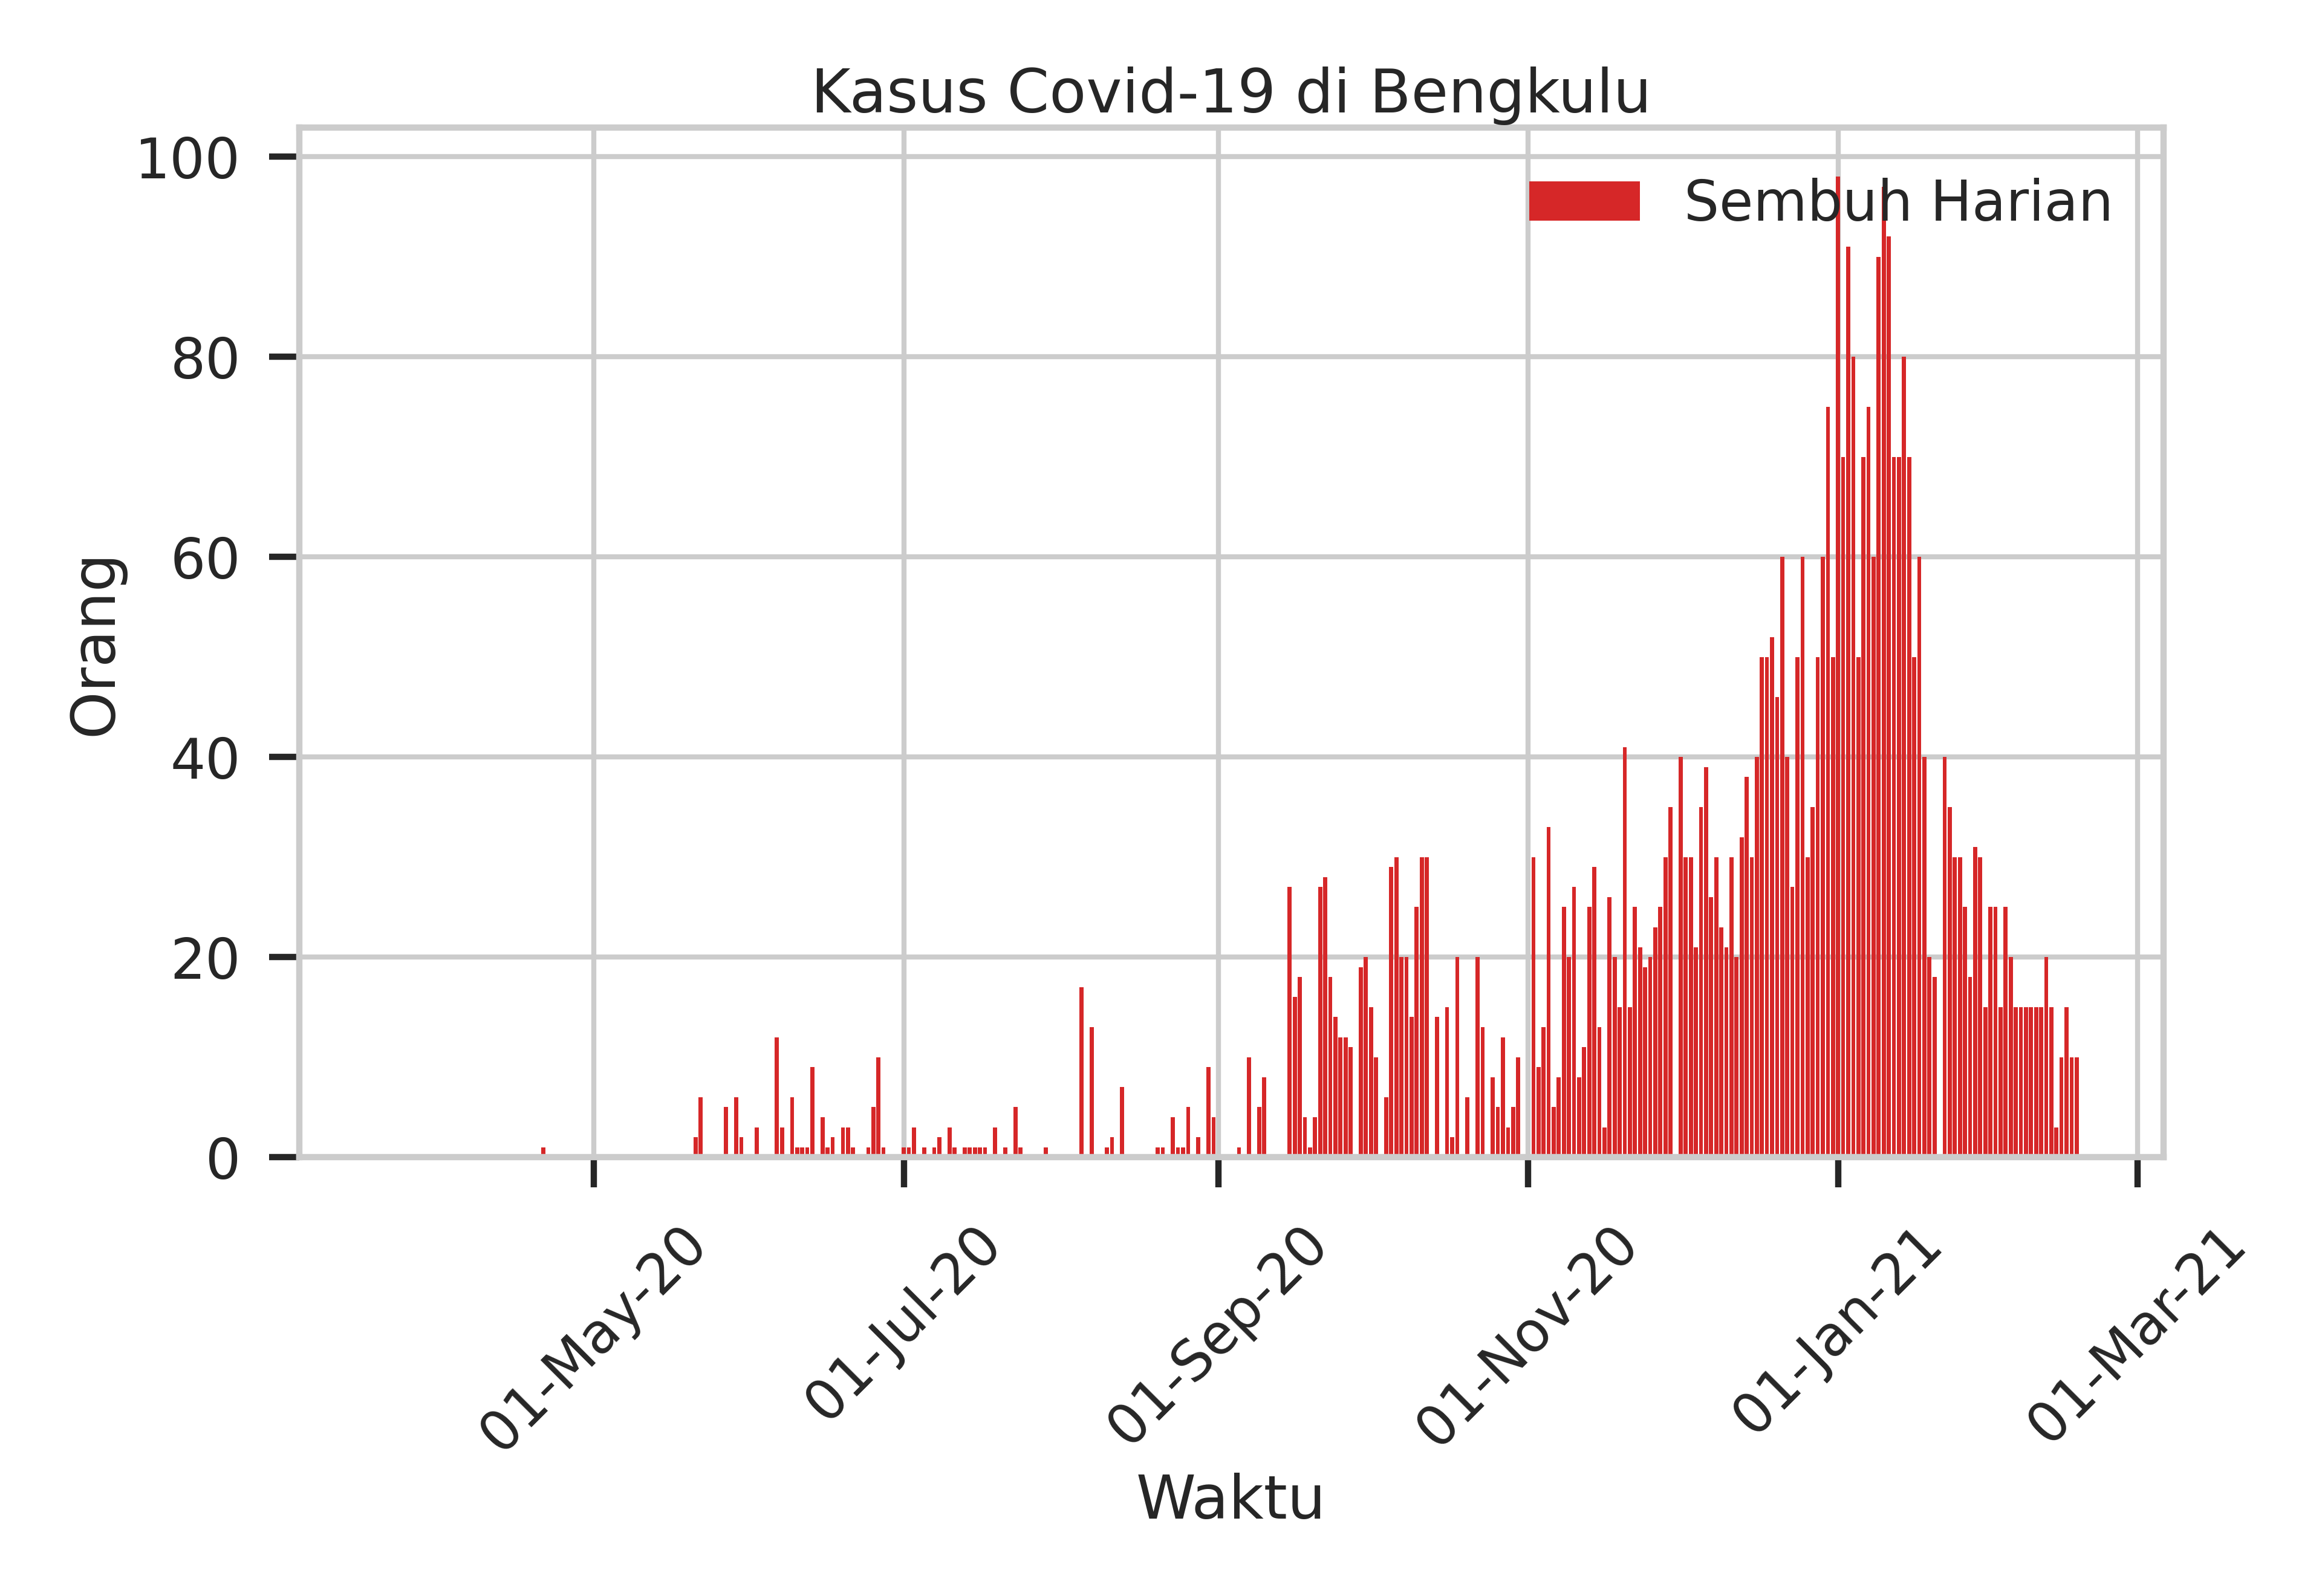 Kasus Covid-19 di Bengkulu
Sembuh Harian
100
80
60
40
20
0
Orang
01-May-20
01-Jul-20
01-Sep-20
01-Nov-20
01-Jan-21
01-Mar-21
Waktu